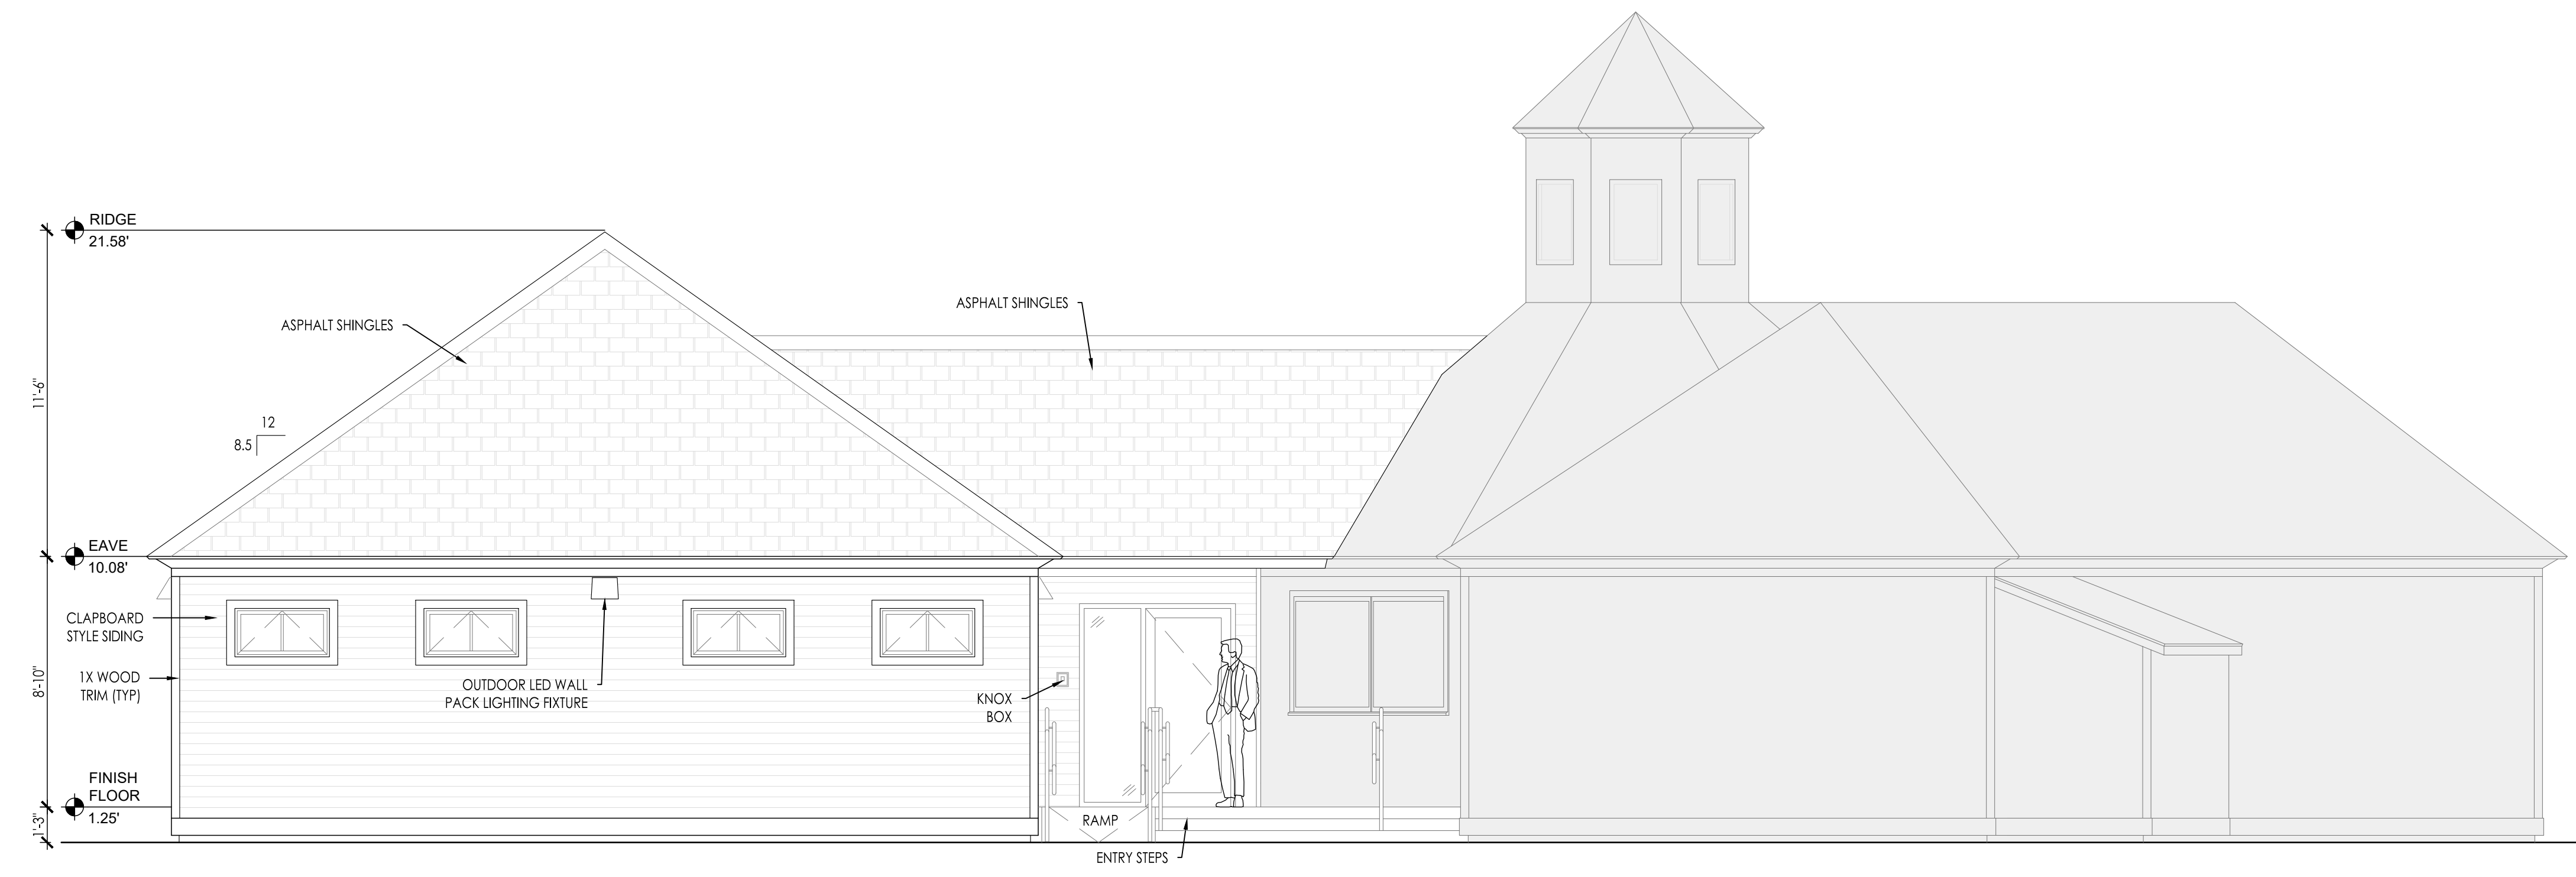 RIDGE
21.58'
ASPHALT SHINGLES
ASPHALT SHINGLES
11'-6"
12
8.5
EAVE
10.08'
CLAPBOARD
STYLE SIDING
8'-10"
1X WOOD
TRIM (TYP)
OUTDOOR LED WALL
PACK LIGHTING FIXTURE
KNOX
BOX
FINISH
FLOOR
1.25'
1'-3"
RAMP
ENTRY STEPS